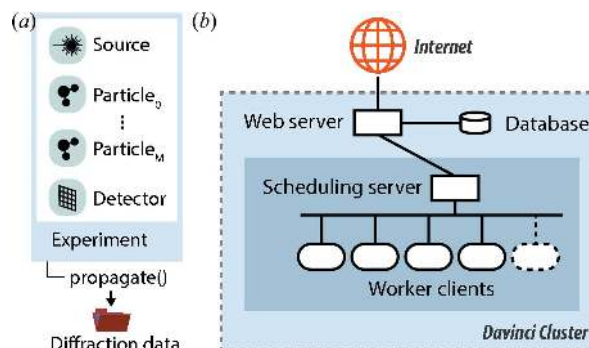 (a)
Source
Particle₀
Particle_M
Detector
Experiment
propagate()
Diffraction data
(b)
Internet
Web server
Database
Scheduling server
Worker clients
Davinci Cluster